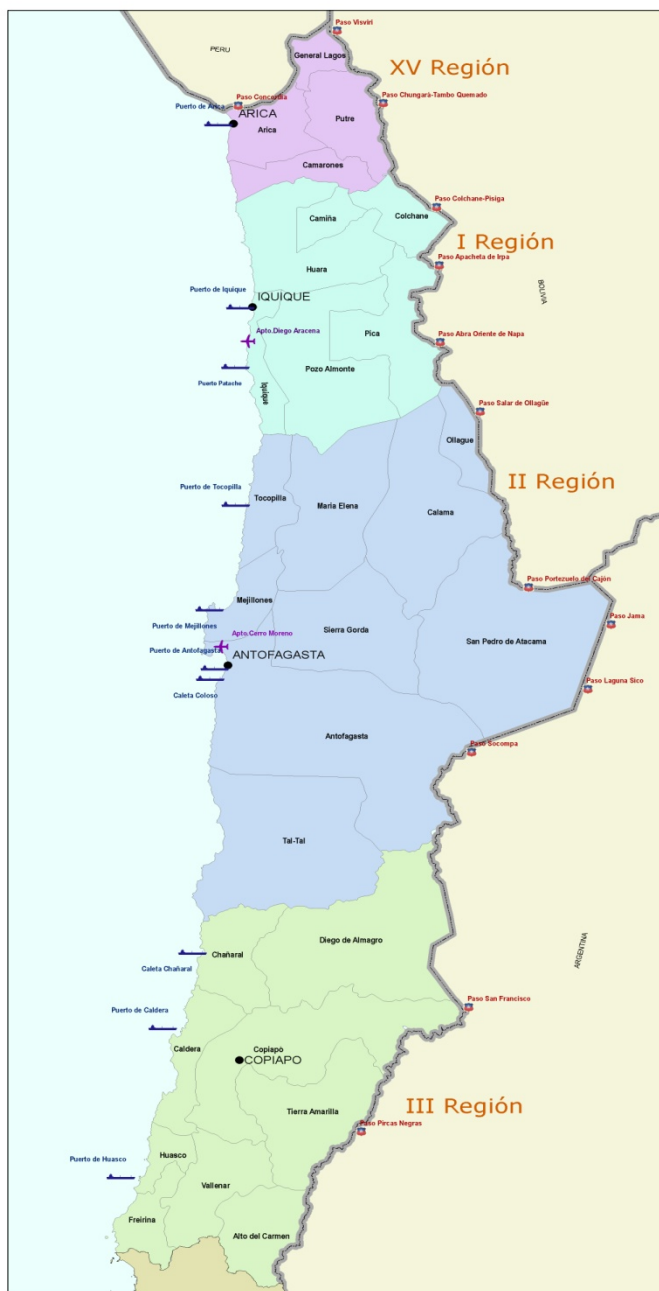 Paso Visviri
PERU
General Lagos
XV Región
Paso Concordia
Paso Chungará-Tambo Quemado
Puerto de Arica
ARICA
Putre
Arica
Camarones
Paso Colchane-Pisiga
Colchane
Camiña
I Región
Paso Apacheta de Irpa
Huara
BOLIVIA
Puerto de Iquique
IQUIQUE
Apto.Diego Aracena
Pica
Paso Abra Oriente de Napa
Puerto Patache
Pozo Almonte
Iquique
Paso Salar de Ollagüe
Ollague
II Región
Puerto de Tocopilla
Tocopilla
Maria Elena
Calama
Paso Portezuelo del Cajón
Mejillones
Puerto de Mejillones
Paso Jama
Apto.Cerro Moreno
Sierra Gorda
San Pedro de Atacama
Puerto de Antofagasta
ANTOFAGASTA
Caleta Coloso
Paso Laguna Sico
Antofagasta
Paso Socompa
Tal-Tal
Diego de Almagro
ARGENTINA
Chañaral
Caleta Chañaral
Paso San Francisco
Puerto de Caldera
Caldera
Copiapó
COPIAPO
III Región
Tierra Amarilla
Paso Pircas Negras
Huasco
Puerto de Huasco
Vallenar
Freirina
Alto del Carmen